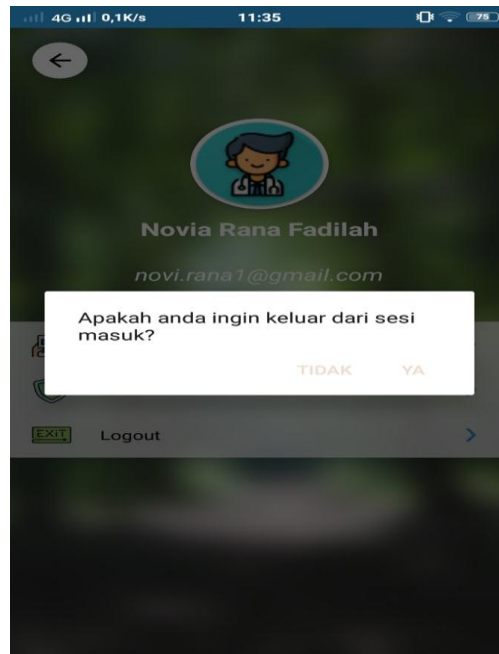 4G 0,1K/s 11:35 75
Novia Rana Fadilah
novi.rana1@gmail.com
Apakah anda ingin keluar dari sesi
masuk?
TIDAK YA
EXIT Logout